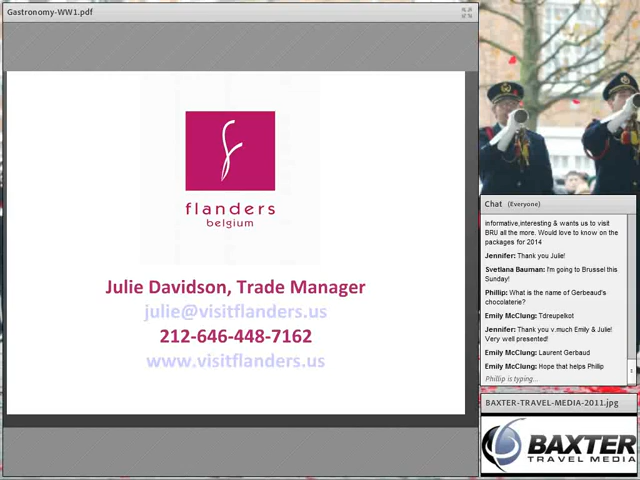 Gastronomy-WW1.pdf
flanders
belgium
Julie Davidson, Trade Manager
julie@visitflanders.us
212-646-448-7162
www.visitflanders.us
Chat (Everyone)
informative,interesting & wants us to visit
BRU all the more. Would love to know on the
packages for 2014
Jennifer: Thank you Julie!
Svetlana Bauman: I'm going to Brussel this
Sunday!
Phillip: What is the name of Gerbeaud's
chocolaterie?
Emily McClung: Tdreupelkot
Jennifer: Thank you v.much Emily & Julie!
Very well presented!
Emily McClung: Laurent Gerbaud
Emily McClung: Hope that helps Phillip
Phillip is typing...
BAXTER-TRAVEL-MEDIA-2011.jpg
BAXTER
TRAVEL MEDIA